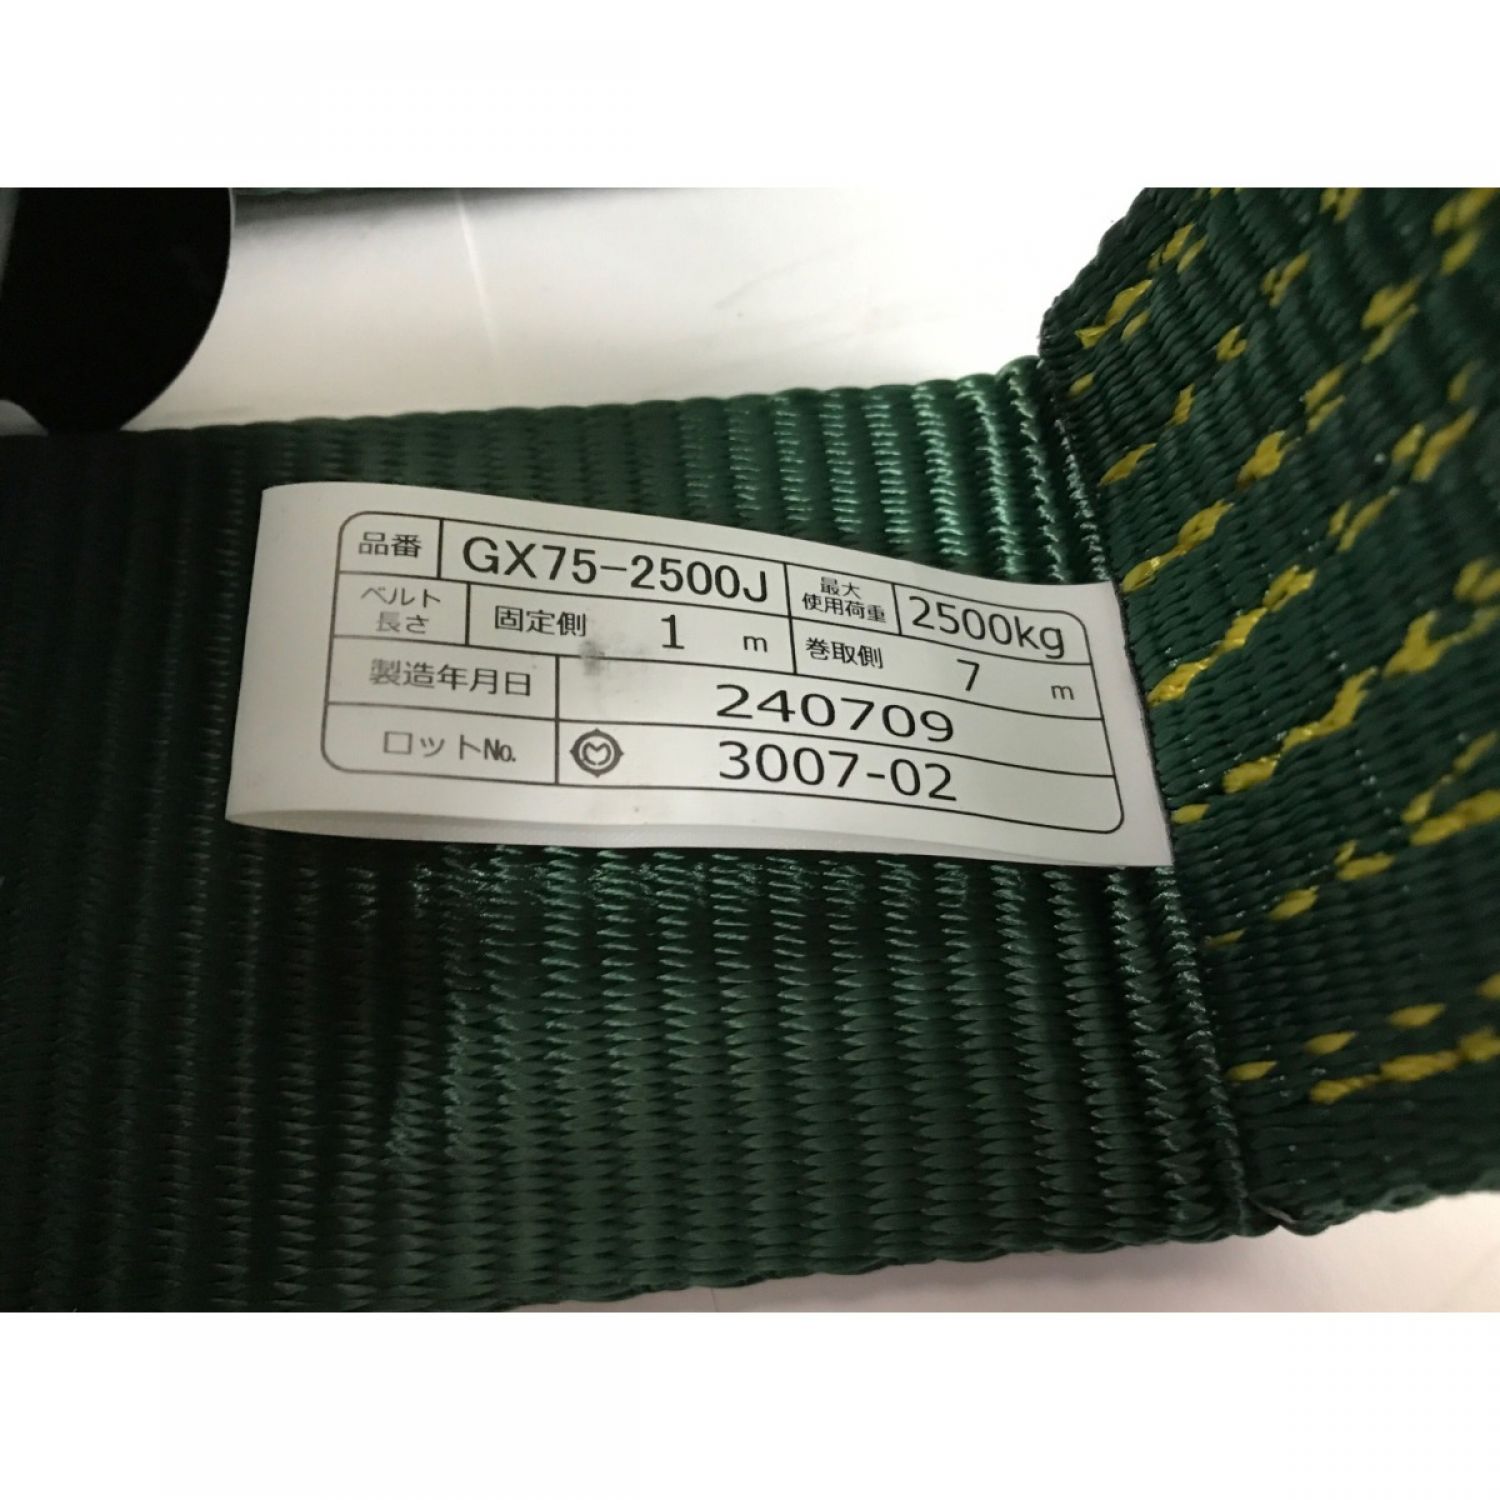 品番 GX75-2500J 最大使用荷重 2500kg
ベルト長さ 固定側 1 m 巻取側 7 m
製造年月日 240709
ロットNo. M 3007-02